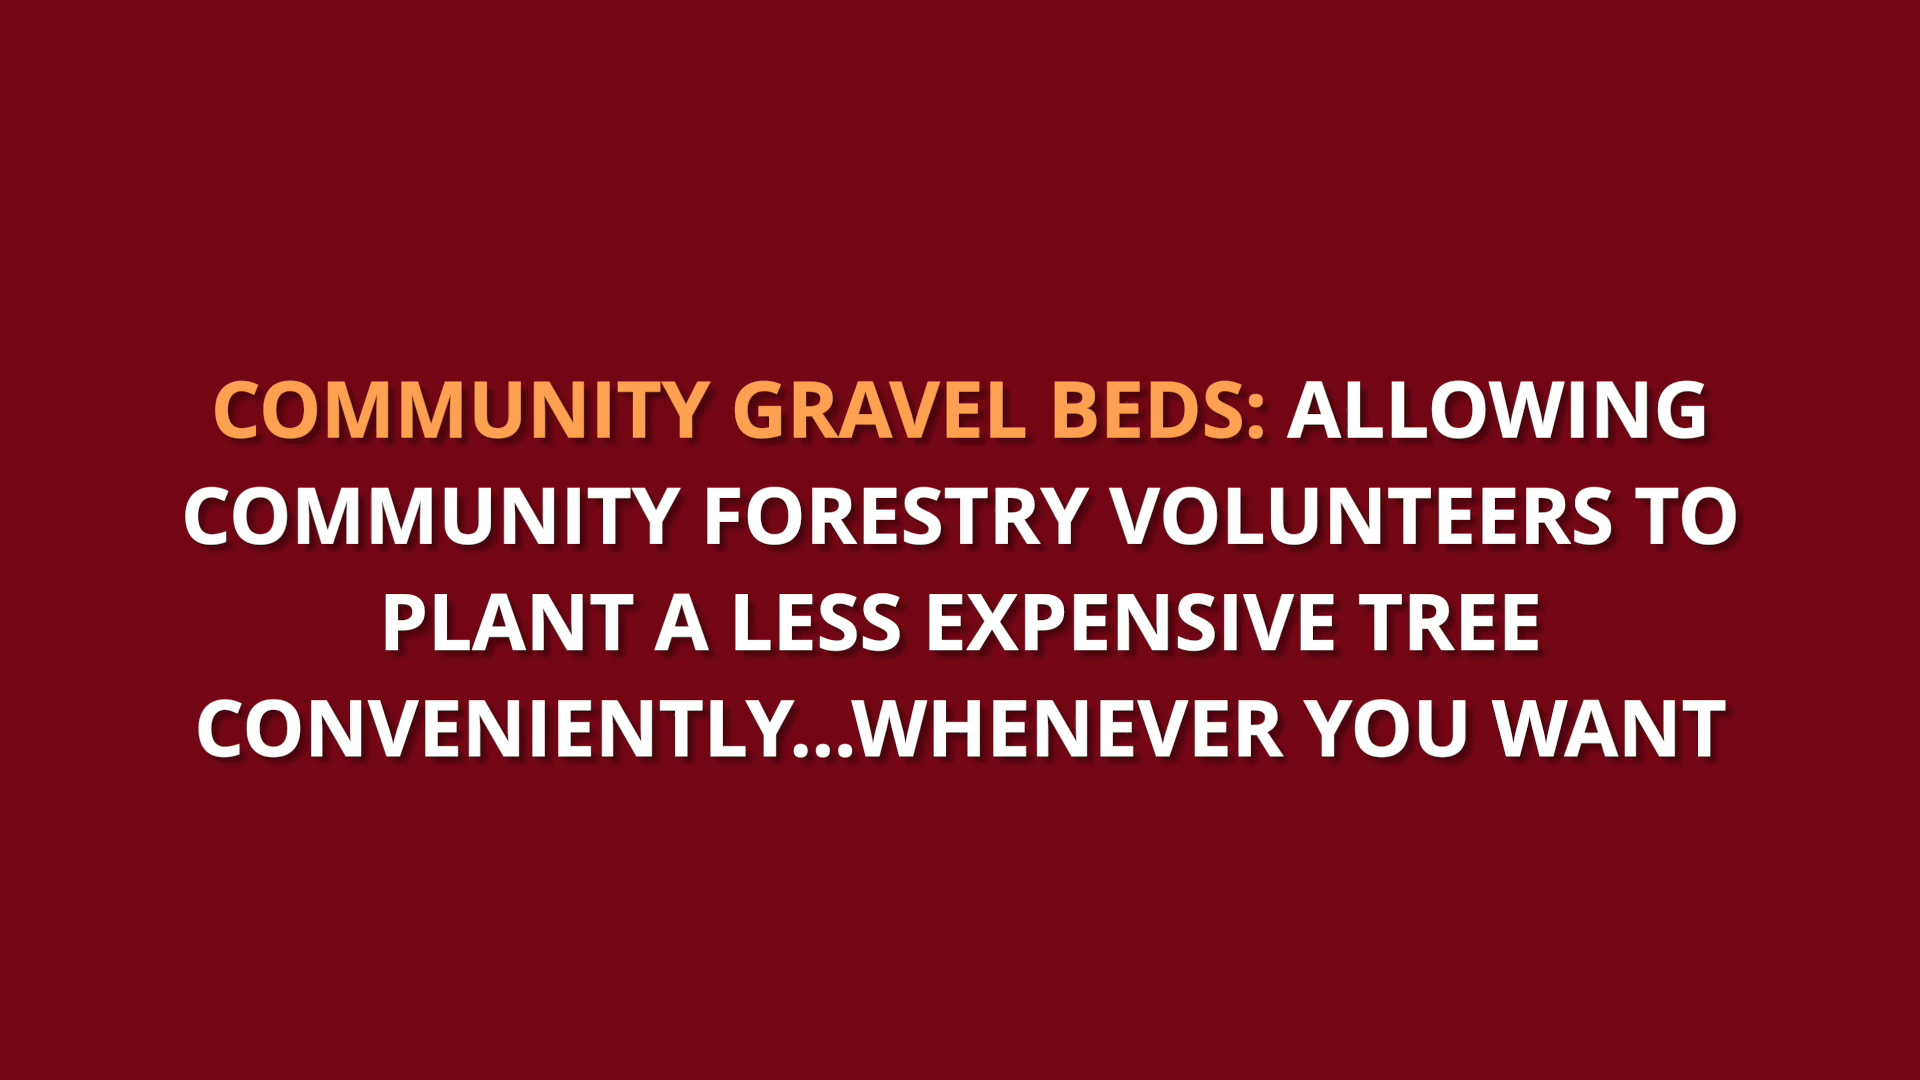 COMMUNITY GRAVEL BEDS: ALLOWING
COMMUNITY FORESTRY VOLUNTEERS TO
PLANT A LESS EXPENSIVE TREE
CONVENIENTLY...WHENEVER YOU WANT